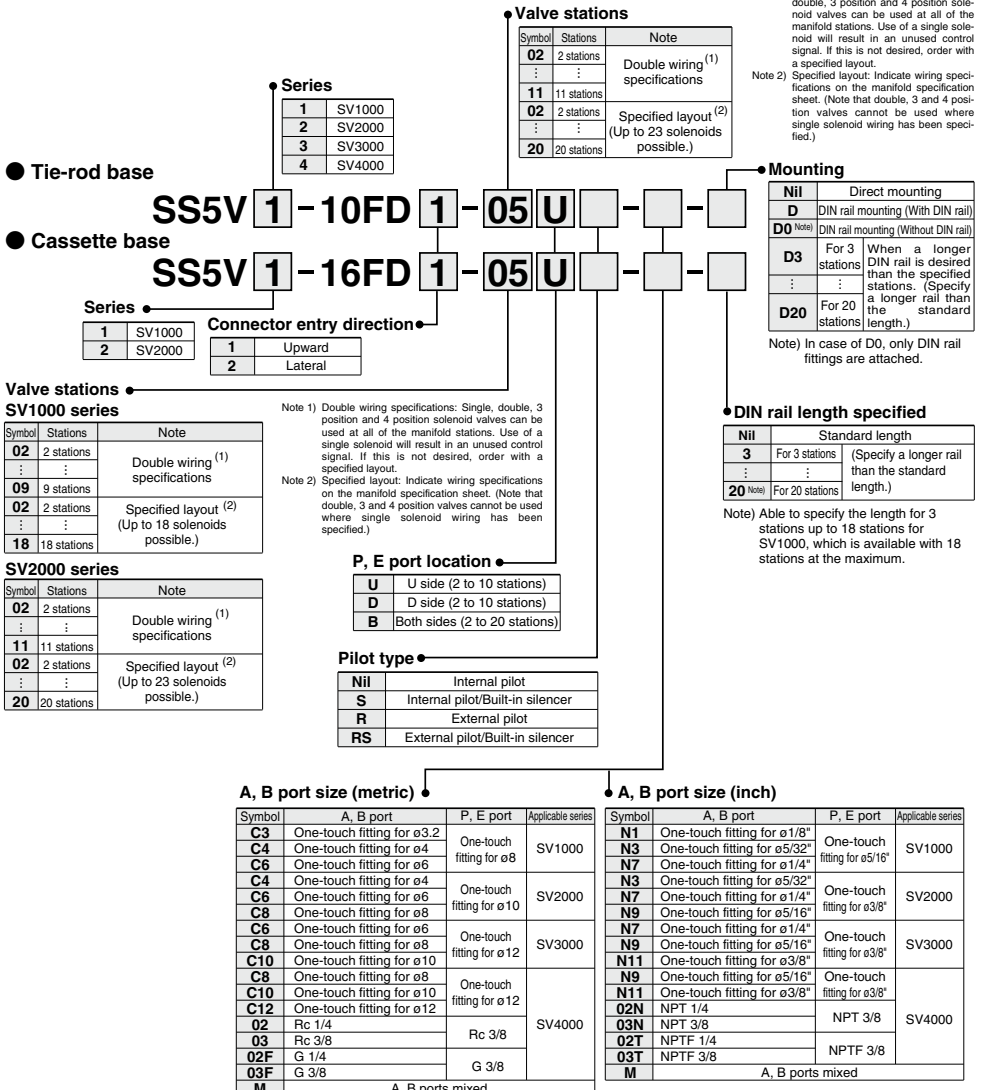 double, 3 position and 4 position sole-
noid valves can be used at all of the
manifold stations. Use of a single sole-
noid will result in an unused control
signal. If this is not desired, order with
a specified layout.
Note 2) Specified layout: Indicate wiring speci-
fications on the manifold specification
sheet. (Note that double, 3 and 4 posi-
tion valves cannot be used where
single solenoid wiring has been speci-
fied.)
Valve stations
Symbol Stations Note
02 2 stations Double wiring (1) specifications
⋮ ⋮
11 11 stations
02 2 stations Specified layout (2) (Up to 23 solenoids possible.)
⋮ ⋮
20 20 stations
Series
1 SV1000
2 SV2000
3 SV3000
4 SV4000
● Tie-rod base
SS5V 1 - 10FD 1 - 05 U - -
● Cassette base
SS5V 1 - 16FD 1 - 05 U - -
Mounting
Nil Direct mounting
D DIN rail mounting (With DIN rail)
D0 Note) DIN rail mounting (Without DIN rail)
D3 For 3 stations When a longer DIN rail is desired than the specified stations. (Specify a longer rail than the standard length.)
⋮ ⋮
D20 For 20 stations
Note) In case of D0, only DIN rail
fittings are attached.
Series
1 SV1000
2 SV2000
Connector entry direction
1 Upward
2 Lateral
Valve stations
SV1000 series
Symbol Stations Note
02 2 stations Double wiring (1) specifications
⋮ ⋮
09 9 stations
02 2 stations Specified layout (2) (Up to 18 solenoids possible.)
⋮ ⋮
18 18 stations
SV2000 series
Symbol Stations Note
02 2 stations Double wiring (1) specifications
⋮ ⋮
11 11 stations
02 2 stations Specified layout (2) (Up to 23 solenoids possible.)
⋮ ⋮
20 20 stations
Note 1) Double wiring specifications: Single, double, 3
position and 4 position solenoid valves can be
used at all of the manifold stations. Use of a
single solenoid will result in an unused control
signal. If this is not desired, order with a
specified layout.
Note 2) Specified layout: Indicate wiring specifications
on the manifold specification sheet. (Note that
double, 3 and 4 position valves cannot be used
where single solenoid wiring has been
specified.)
DIN rail length specified
Nil Standard length
3 For 3 stations (Specify a longer rail than the standard length.)
⋮ ⋮
20 Note) For 20 stations
Note) Able to specify the length for 3
stations up to 18 stations for
SV1000, which is available with 18
stations at the maximum.
P, E port location
U U side (2 to 10 stations)
D D side (2 to 10 stations)
B Both sides (2 to 20 stations)
Pilot type
Nil Internal pilot
S Internal pilot/Built-in silencer
R External pilot
RS External pilot/Built-in silencer
A, B port size (metric)
Symbol A, B port P, E port Applicable series
C3 One-touch fitting for ø3.2 One-touch fitting for ø8 SV1000
C4 One-touch fitting for ø4
C6 One-touch fitting for ø6
C4 One-touch fitting for ø4 One-touch fitting for ø10 SV2000
C6 One-touch fitting for ø6
C8 One-touch fitting for ø8
C6 One-touch fitting for ø6 One-touch fitting for ø12 SV3000
C8 One-touch fitting for ø8
C10 One-touch fitting for ø10
C8 One-touch fitting for ø8 One-touch fitting for ø12 SV4000
C10 One-touch fitting for ø10
C12 One-touch fitting for ø12
02 Rc 1/4 Rc 3/8
03 Rc 3/8
02F G 1/4 G 3/8
03F G 3/8
M A, B ports mixed
A, B port size (inch)
Symbol A, B port P, E port Applicable series
N1 One-touch fitting for ø1/8" One-touch fitting for ø5/16" SV1000
N3 One-touch fitting for ø5/32"
N7 One-touch fitting for ø1/4"
N3 One-touch fitting for ø5/32" One-touch fitting for ø3/8" SV2000
N7 One-touch fitting for ø1/4"
N9 One-touch fitting for ø5/16"
N7 One-touch fitting for ø1/4" One-touch fitting for ø3/8" SV3000
N9 One-touch fitting for ø5/16"
N11 One-touch fitting for ø3/8"
N9 One-touch fitting for ø5/16" One-touch fitting for ø3/8" SV4000
N11 One-touch fitting for ø3/8"
02N NPT 1/4 NPT 3/8
03N NPT 3/8
02T NPTF 1/4 NPTF 3/8
03T NPTF 3/8
M A, B ports mixed